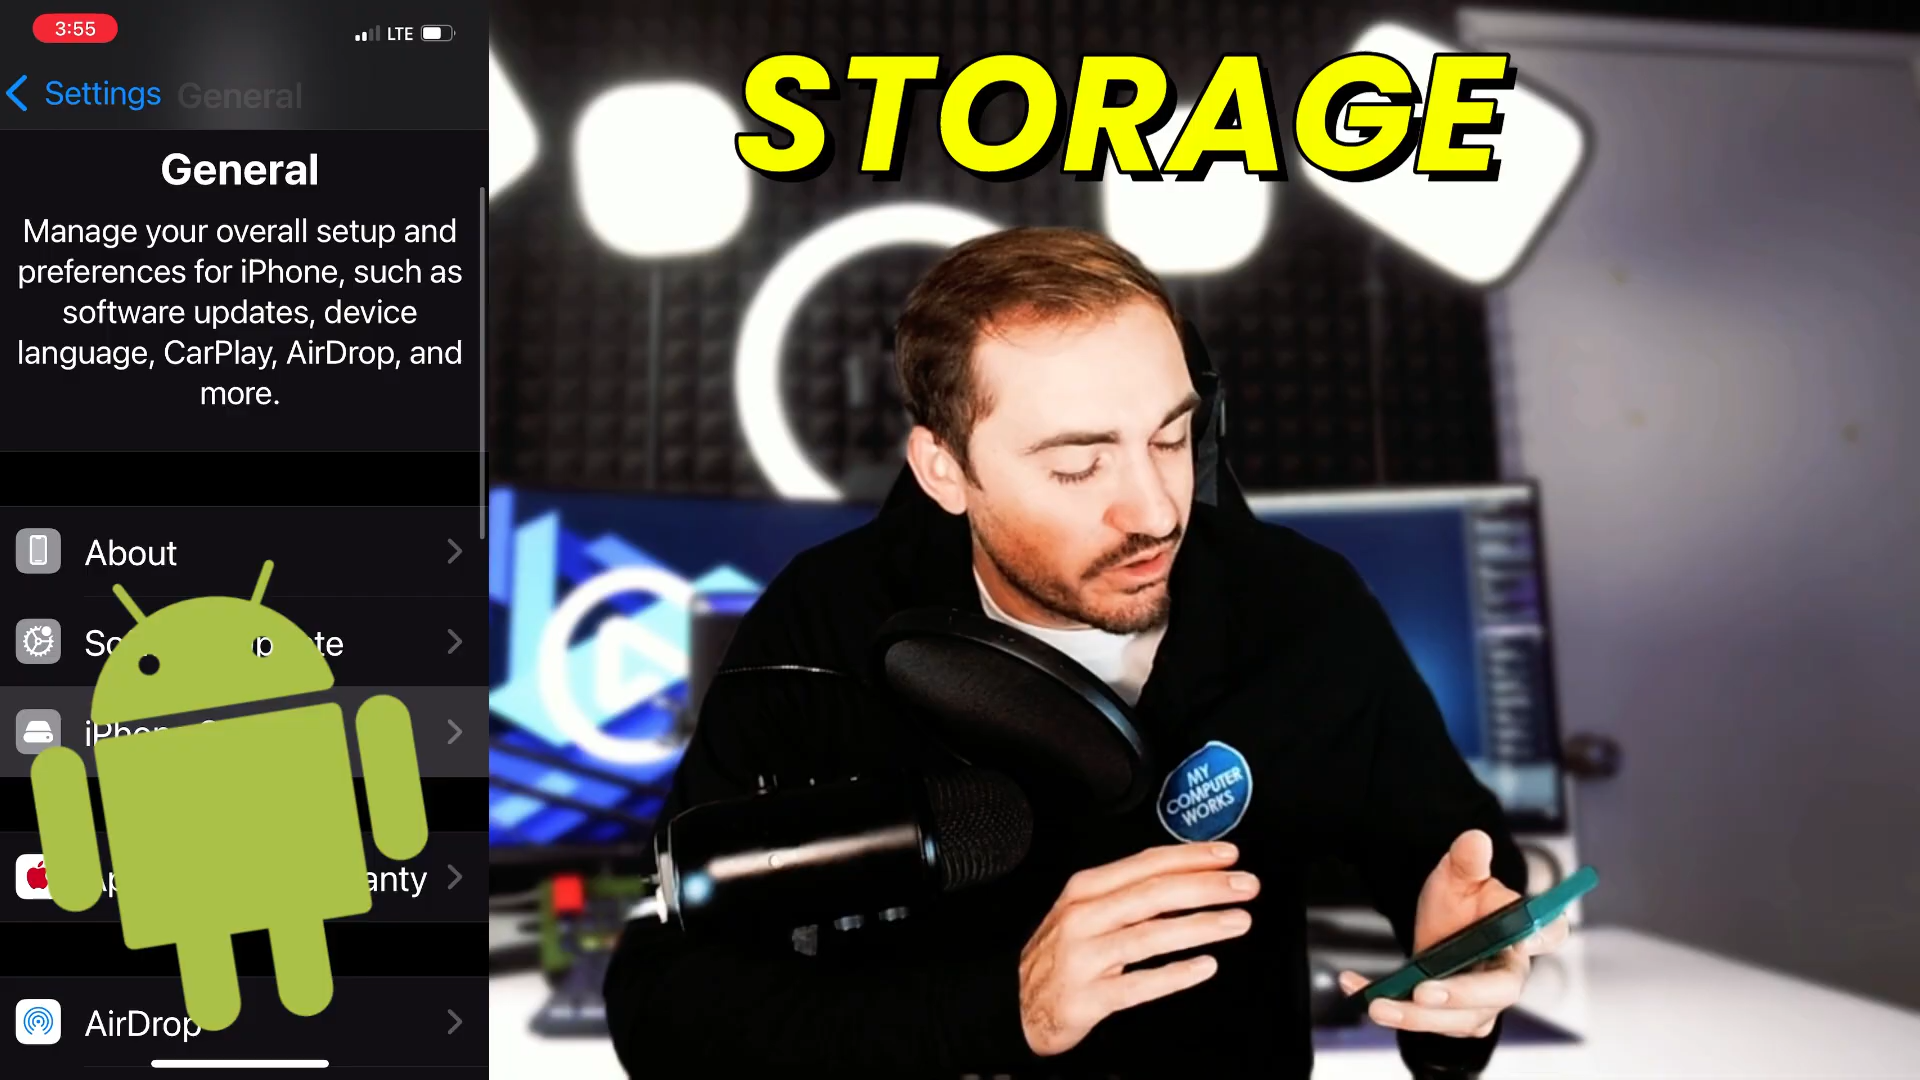 3:55
LTE
Settings
General
General
Manage your overall setup and
preferences for iPhone, such as
software updates, device
language, CarPlay, AirDrop, and
more.
About
iPhone
AirDrop
STORAGE
MY
COMPUTER
WORKS